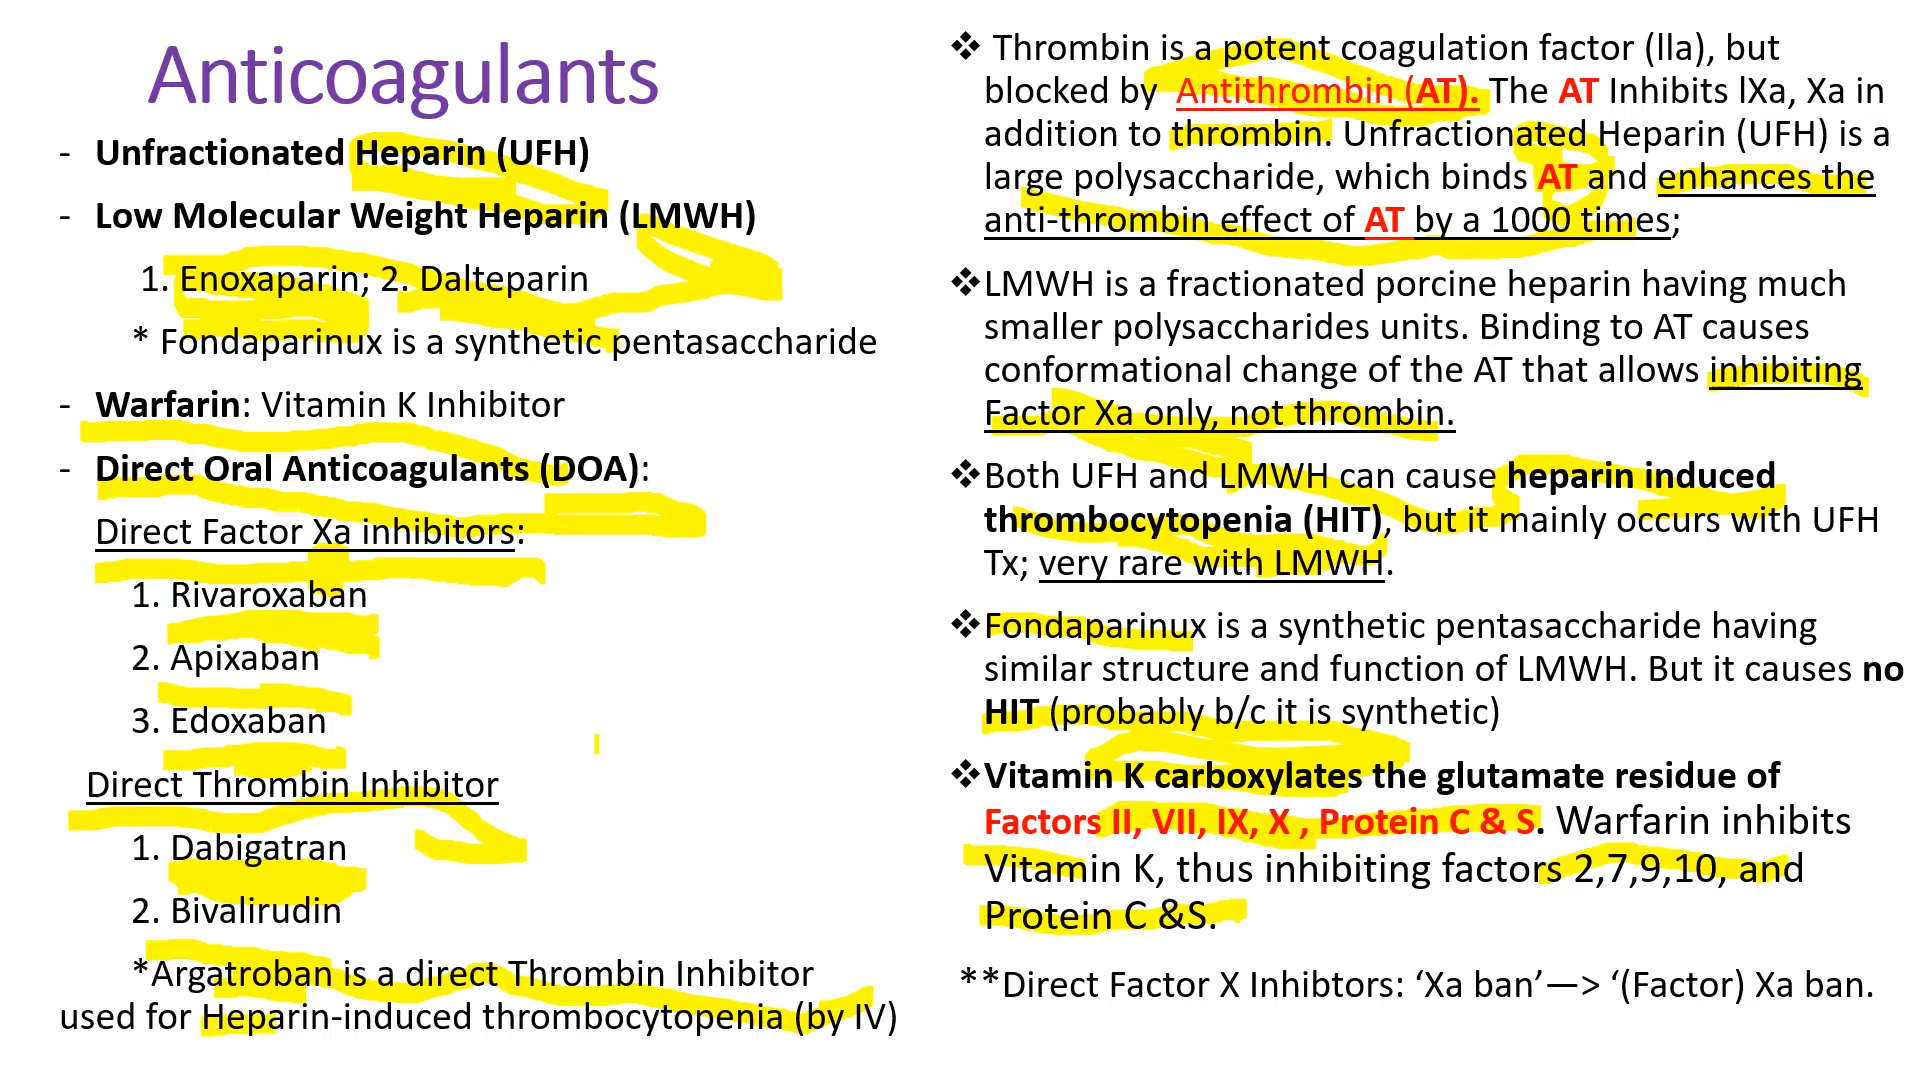 Anticoagulants
- Unfractionated Heparin (UFH)
- Low Molecular Weight Heparin (LMWH)
1. Enoxaparin; 2. Dalteparin
* Fondaparinux is a synthetic pentasaccharide
- Warfarin: Vitamin K Inhibitor
- Direct Oral Anticoagulants (DOA):
Direct Factor Xa inhibitors:
1. Rivaroxaban
2. Apixaban
3. Edoxaban
Direct Thrombin Inhibitor
1. Dabigatran
2. Bivalirudin
*Argatroban is a direct Thrombin Inhibitor
used for Heparin-induced thrombocytopenia (by IV)
❖ Thrombin is a potent coagulation factor (lla), but
blocked by Antithrombin (AT). The AT Inhibits lXa, Xa in
addition to thrombin. Unfractionated Heparin (UFH) is a
large polysaccharide, which binds AT and enhances the
anti-thrombin effect of AT by a 1000 times;
❖LMWH is a fractionated porcine heparin having much
smaller polysaccharides units. Binding to AT causes
conformational change of the AT that allows inhibiting
Factor Xa only, not thrombin.
❖Both UFH and LMWH can cause heparin induced
thrombocytopenia (HIT), but it mainly occurs with UFH
Tx; very rare with LMWH.
❖Fondaparinux is a synthetic pentasaccharide having
similar structure and function of LMWH. But it causes no
HIT (probably b/c it is synthetic)
❖Vitamin K carboxylates the glutamate residue of
Factors II, VII, IX, X , Protein C & S. Warfarin inhibits
Vitamin K, thus inhibiting factors 2,7,9,10, and
Protein C &S.
**Direct Factor X Inhibtors: ‘Xa ban’—> ‘(Factor) Xa ban.